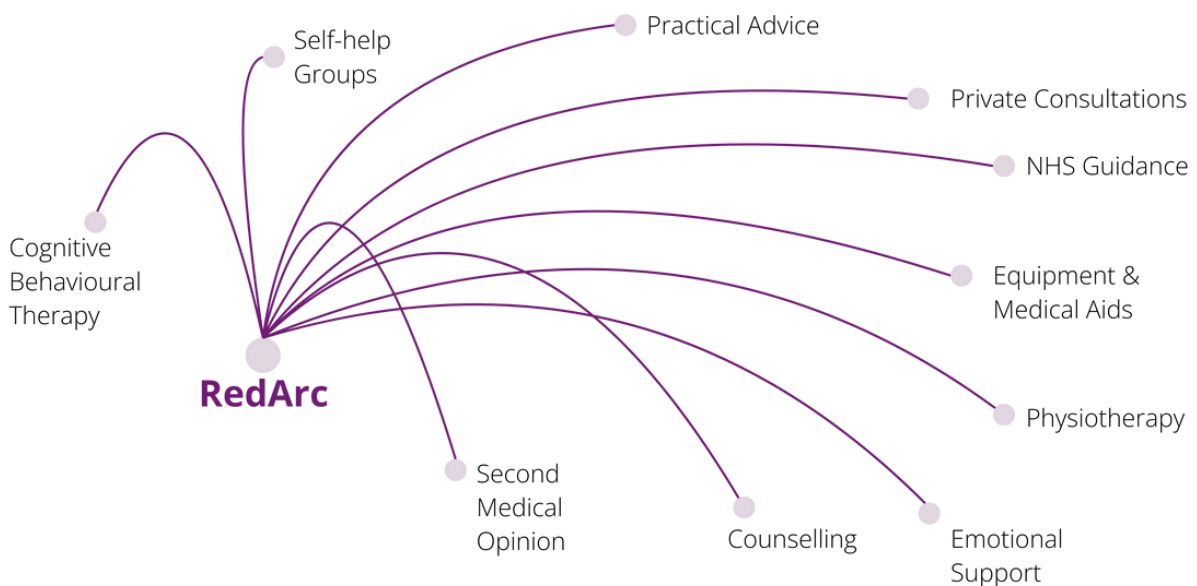 Self-help
Groups
Practical Advice
Private Consultations
NHS Guidance
Cognitive
Behavioural
Therapy
Equipment &
Medical Aids
RedArc
Physiotherapy
Second
Medical
Opinion
Counselling
Emotional
Support